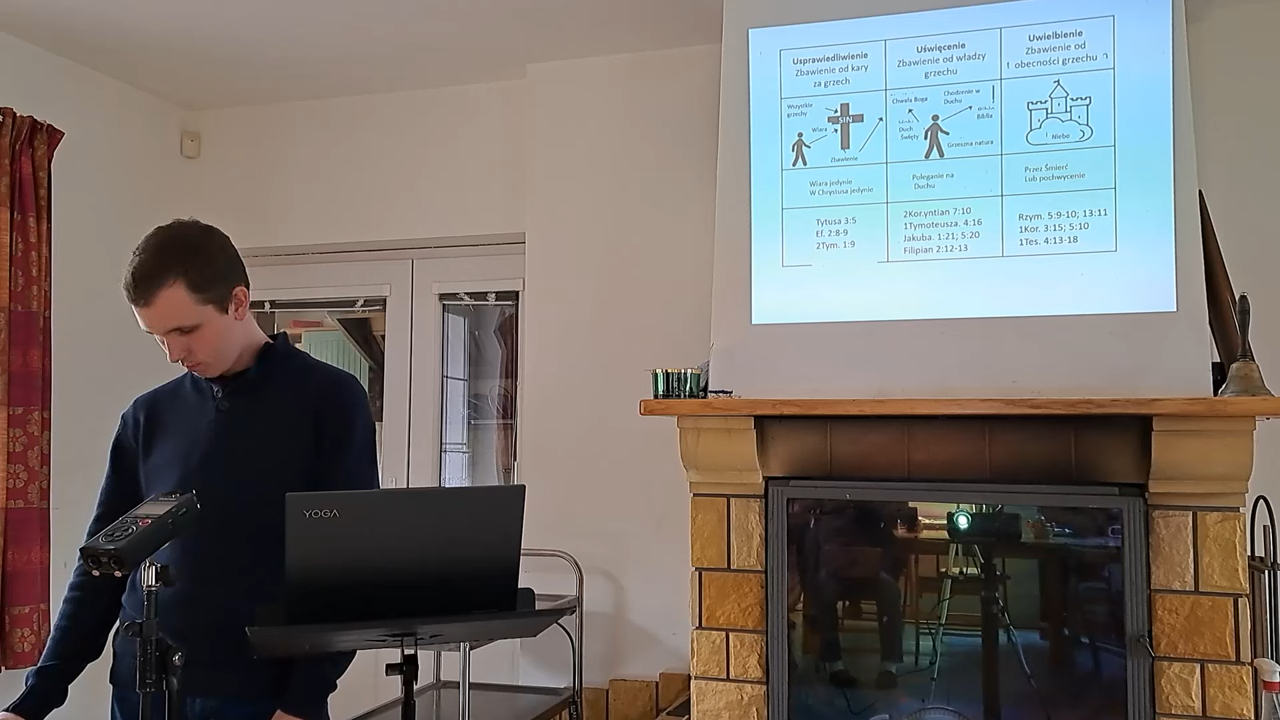 Usprawiedliwienie
Zbawienie od kary
za grzech
Uświęcenie
Zbawienie od władzy
grzechu
Uwielbienie
Zbawienie od
obecności grzechu
Wszystkie
grzechy
Wiara
SIN
Zbawienie
Chwała Boga
Chodzenie w
Duchu
Biblia
Duch
Święty
Grzeszna natura
Niebo
Wiara jedynie
W Chrystusa jedynie
Poleganie na
Duchu
Przez Śmierć
Lub pochwycenie
Tytusa 3:5
Ef. 2:8-9
2Tym. 1:9
2Kor.yntian 7:10
1Tymoteusza. 4:16
Jakuba. 1:21; 5:20
Filipian 2:12-13
Rzym. 5:9-10; 13:11
1Kor. 3:15; 5:10
1Tes. 4:13-18
YOGA